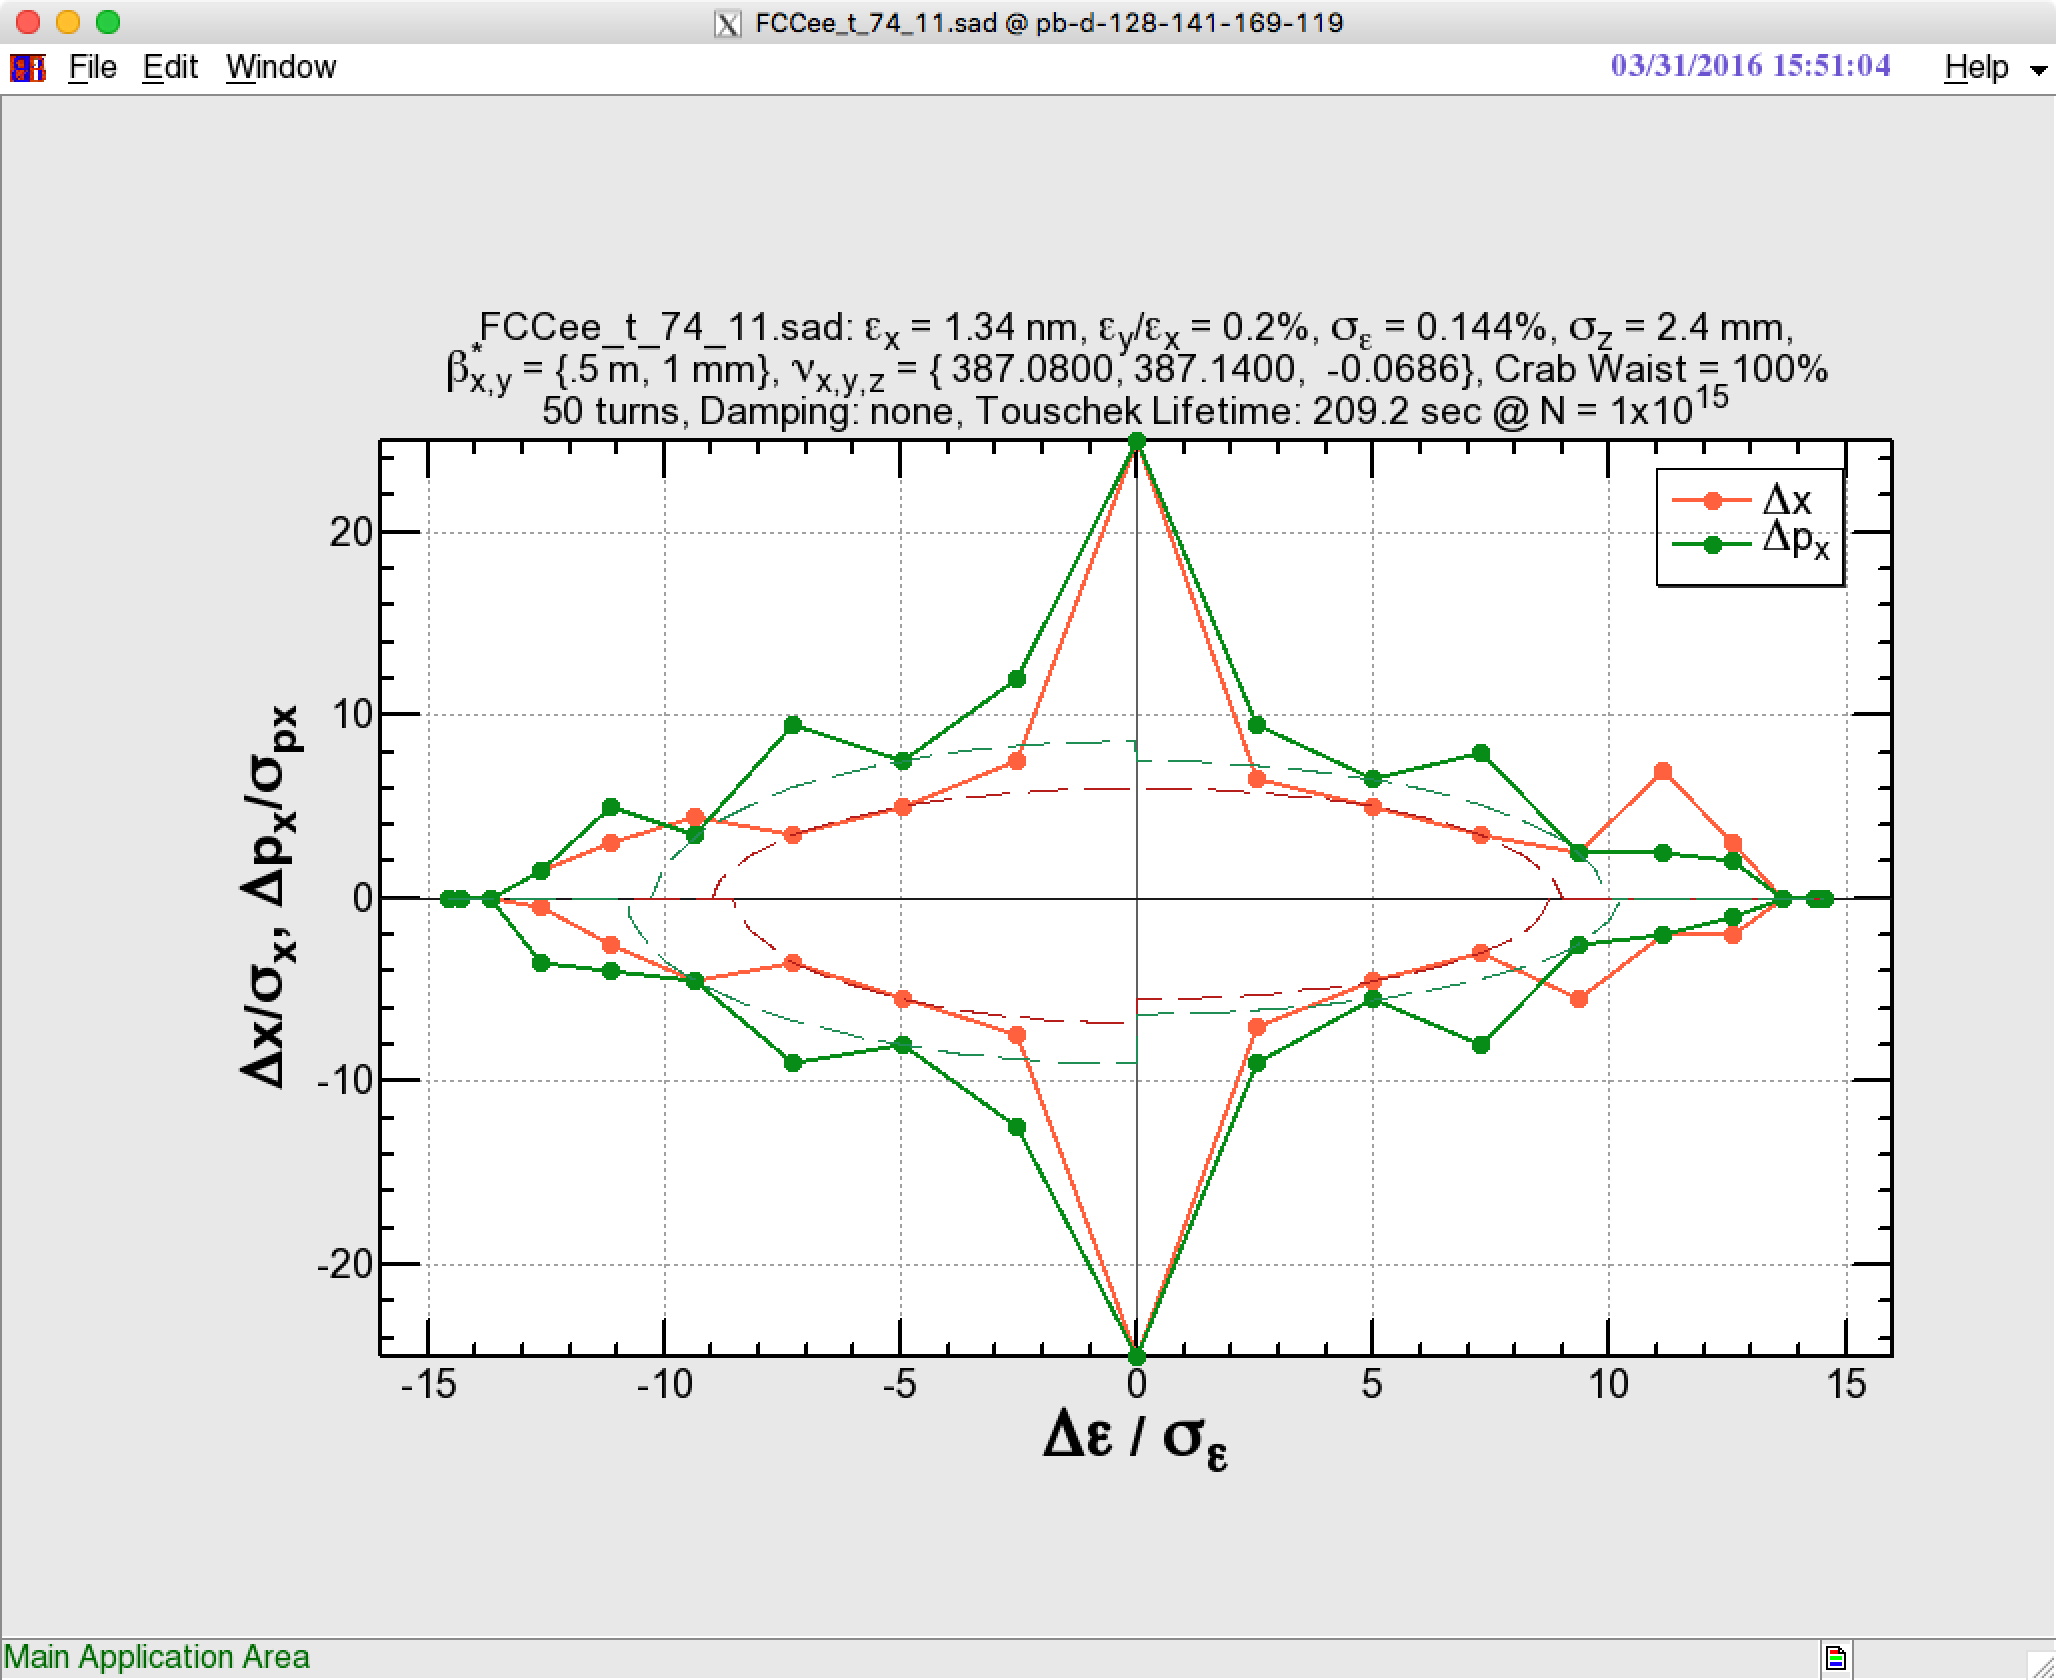 FCCee_t_74_11.sad @ pb-d-128-141-169-119
File Edit Window 03/31/2016 15:51:04 Help
FCCee_t_74_11.sad: εx = 1.34 nm, εy/εx = 0.2%, σε = 0.144%, σz = 2.4 mm,
β*x,y = {.5 m, 1 mm}, νx,y,z = { 387.0800, 387.1400, -0.0686}, Crab Waist = 100%
50 turns, Damping: none, Touschek Lifetime: 209.2 sec @ N = 1x10^15
Δx
Δpx
20
10
0
-10
-20
Δx/σx, Δpx/σpx
-15 -10 -5 0 5 10 15
Δε / σε
Main Application Area